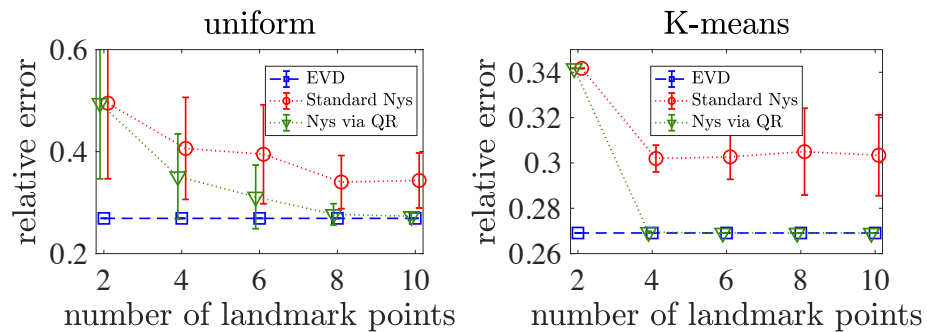 uniform
0.6
0.4
0.2
2 4 6 8 10
relative error
number of landmark points
EVD
Standard Nys
Nys via QR
K-means
0.34
0.32
0.3
0.28
0.26
2 4 6 8 10
relative error
number of landmark points
EVD
Standard Nys
Nys via QR